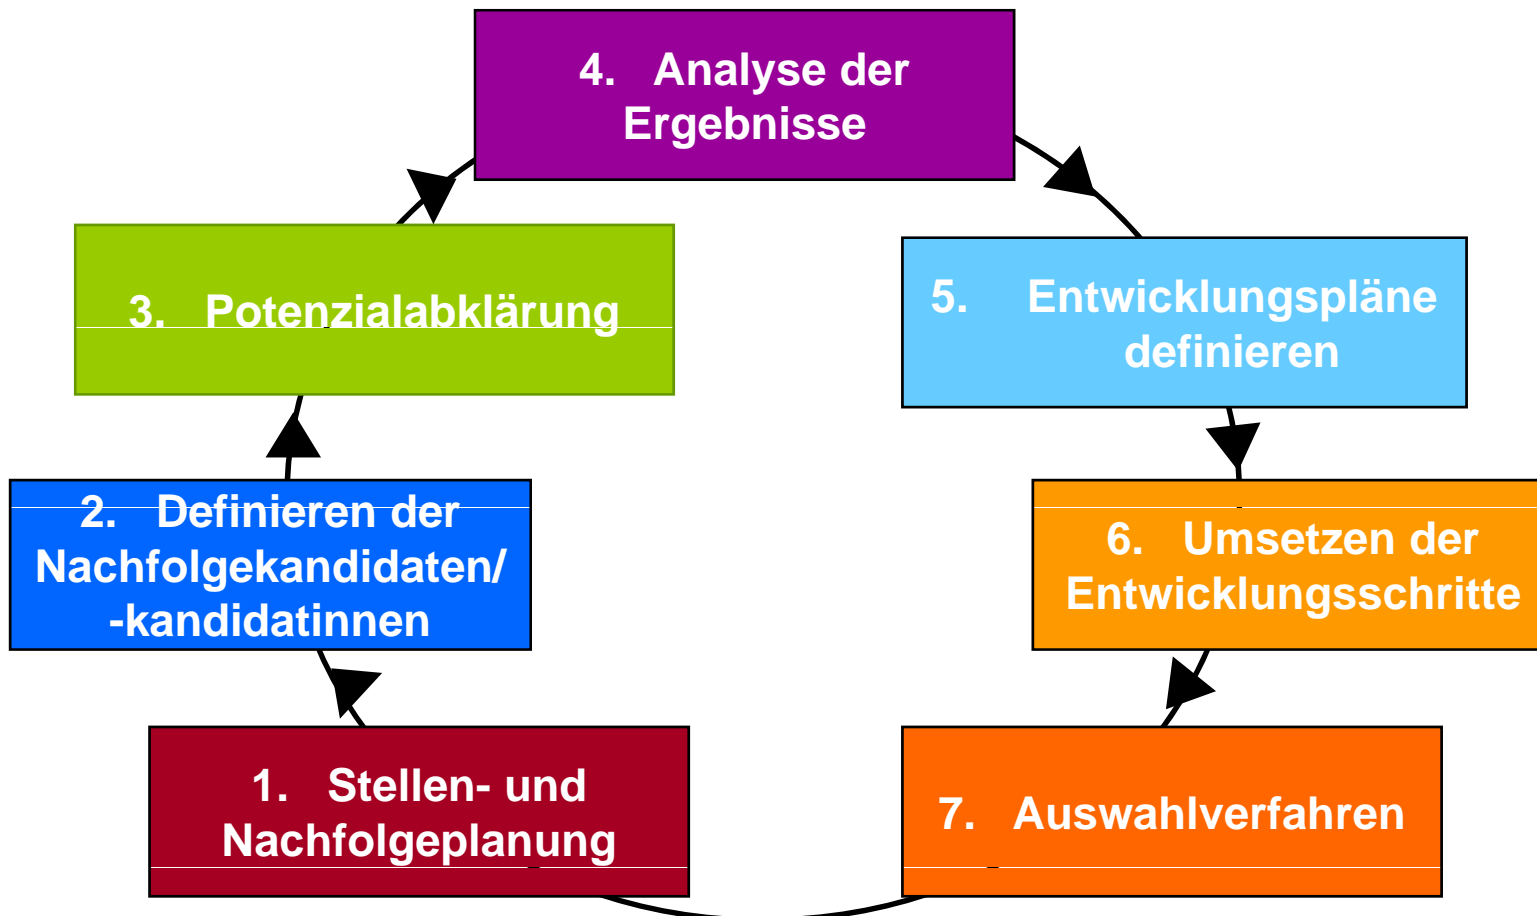 4. Analyse der
Ergebnisse
3. Potenzialabklärung
5. Entwicklungspläne
definieren
2. Definieren der
Nachfolgekandidaten/
-kandidatinnen
6. Umsetzen der
Entwicklungsschritte
1. Stellen- und
Nachfolgeplanung
7. Auswahlverfahren